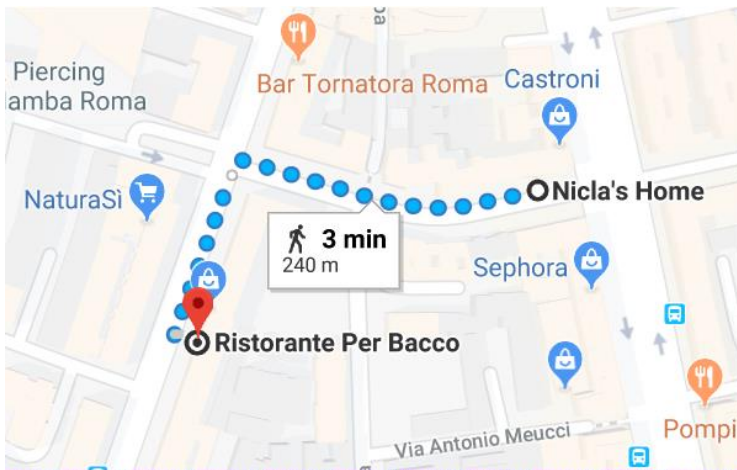 Piercing
amba Roma
Bar Tornatora Roma
Castroni
NaturaSì
Nicla's Home
3 min
240 m
Sephora
Ristorante Per Bacco
Pompi
Via Antonio Meucci